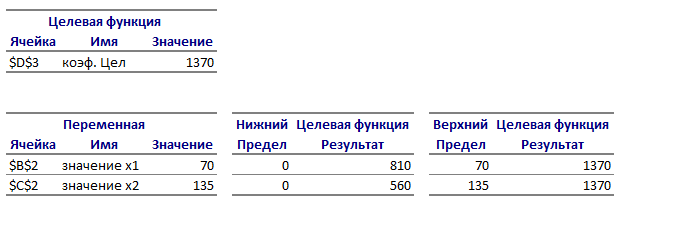 Целевая функция
Ячейка Имя Значение
$D$3 коэф. Цел 1370
Переменная Нижний Целевая функция Верхний Целевая функция
Ячейка Имя Значение Предел Результат Предел Результат
$B$2 значение x1 70 0 810 70 1370
$C$2 значение x2 135 0 560 135 1370